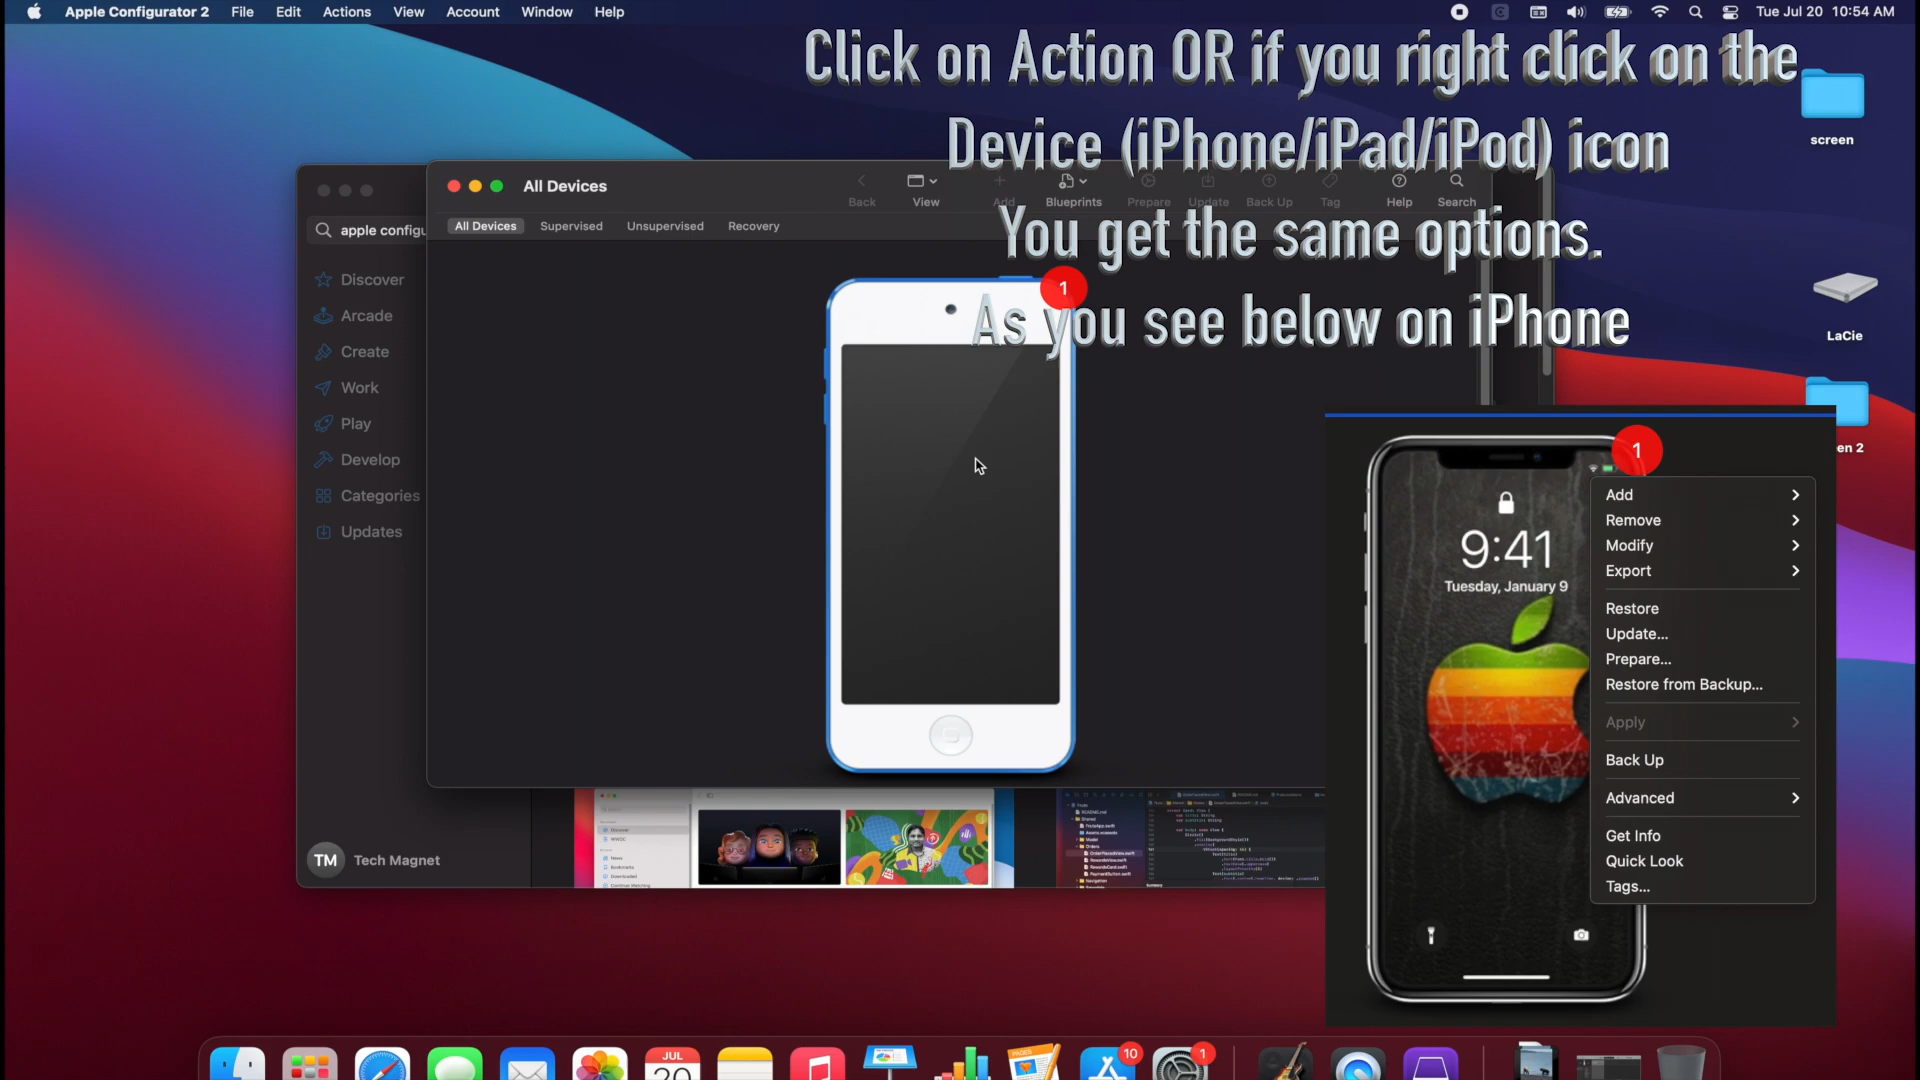 Apple Configurator 2 File Edit Actions View Account Window Help Tue Jul 20 10:54 AM
Click on Action OR if you right click on the
Device (iPhone/iPad/iPod) icon
You get the same options.
As you see below on iPhone
screen
LaCie
en 2
All Devices
Back View Add Blueprints Prepare Update Back Up Tag Help Search
All Devices Supervised Unsupervised Recovery
1
apple configu
Discover
Arcade
Create
Work
Play
Develop
Categories
Updates
TM Tech Magnet
1
9:41
Tuesday, January 9
Add
Remove
Modify
Export
Restore
Update...
Prepare...
Restore from Backup...
Apply
Back Up
Advanced
Get Info
Quick Look
Tags...
JUL
20
PAGES
10
1